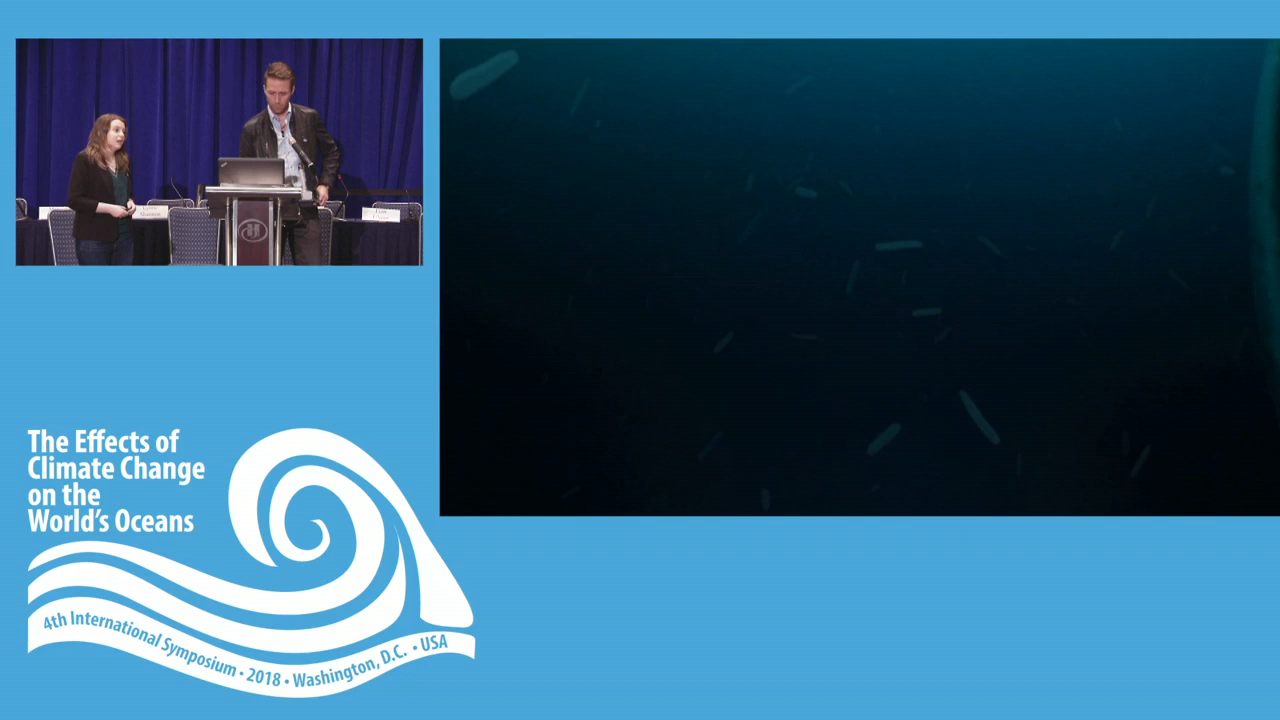 The Effects of
Climate Change
on the
World's Oceans
4th International Symposium • 2018 • Washington, D.C. • USA